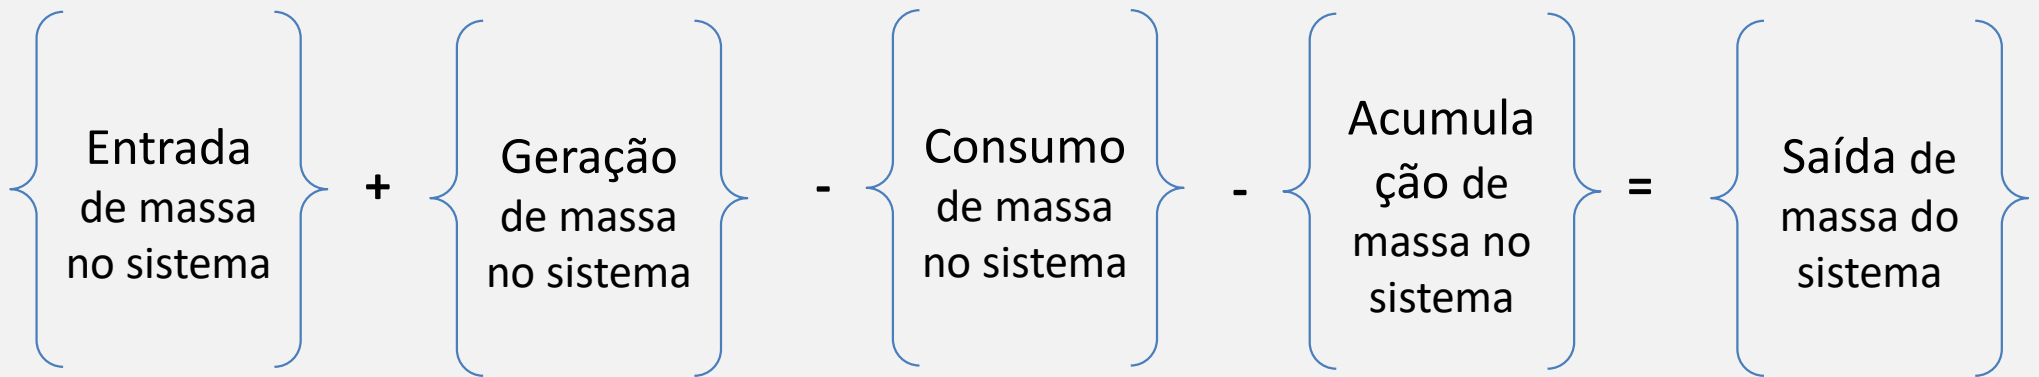 Entrada
de massa
no sistema
+
Geração
de massa
no sistema
-
Consumo
de massa
no sistema
-
Acumula
ção de
massa no
sistema
=
Saída de
massa do
sistema